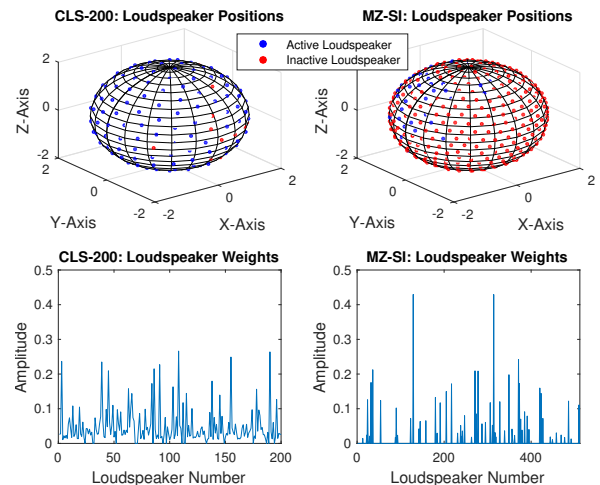 CLS-200: Loudspeaker Positions
MZ-SI: Loudspeaker Positions
Active Loudspeaker
Inactive Loudspeaker
Z-Axis
2
0
-2
2
0
-2
Y-Axis
-2
0
2
X-Axis
Z-Axis
2
0
-2
2
0
-2
Y-Axis
-2
0
2
X-Axis
CLS-200: Loudspeaker Weights
Amplitude
0.5
0.4
0.3
0.2
0.1
0
0 50 100 150 200
Loudspeaker Number
MZ-SI: Loudspeaker Weights
Amplitude
0.5
0.4
0.3
0.2
0.1
0
0 200 400
Loudspeaker Number